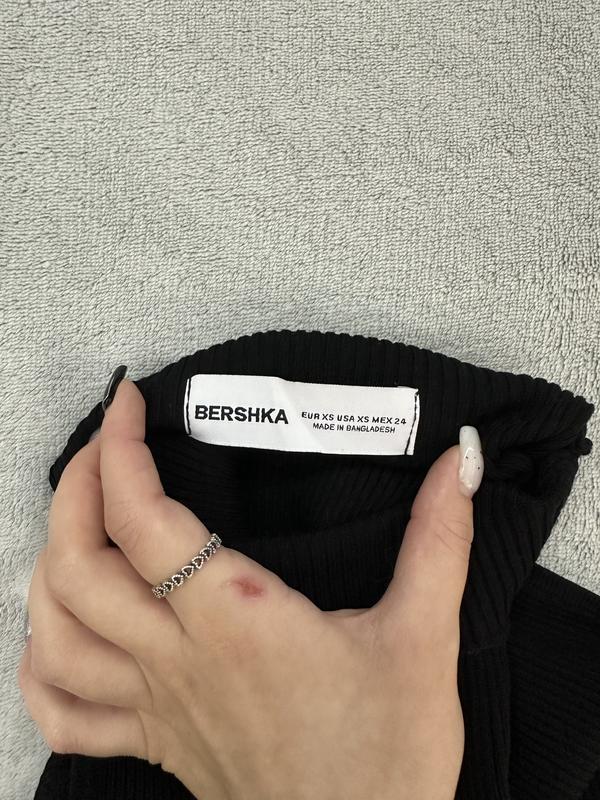 BERSHKA
EUR XS USA XS MEX 24
MADE IN BANGLADESH